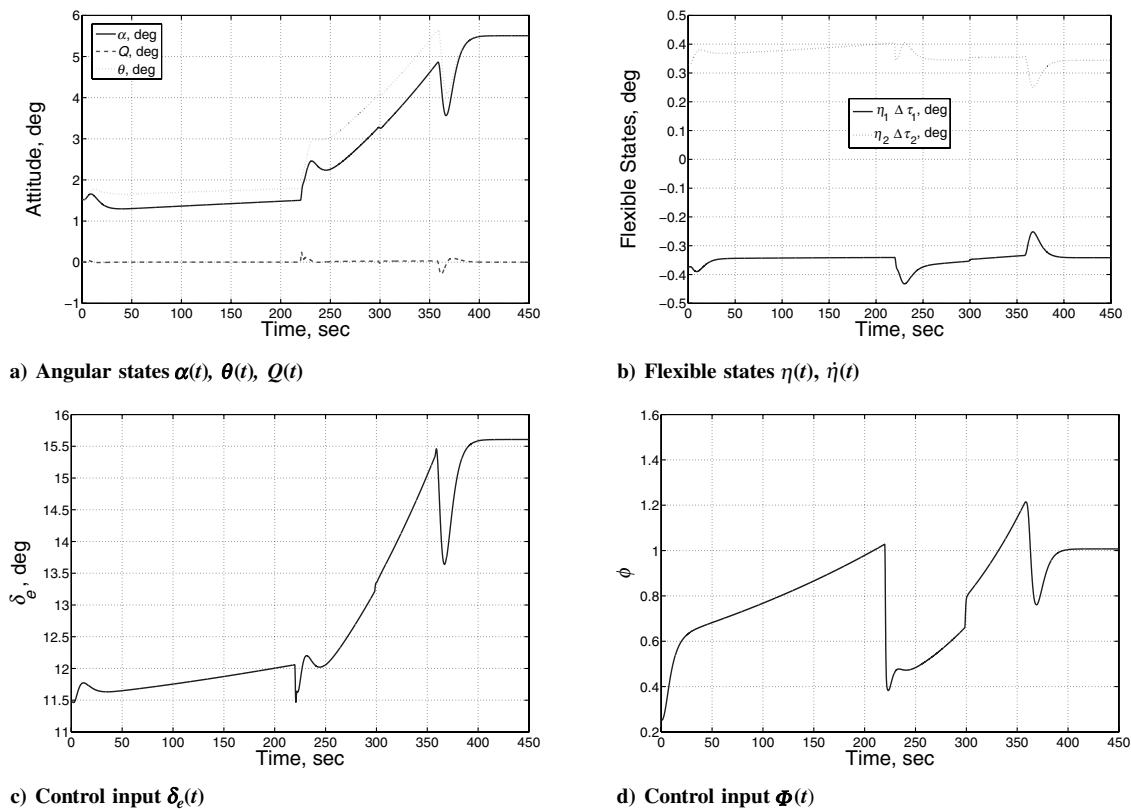 6
5
4
3
2
1
0
−1
0 50 100 150 200 250 300 350 400 450
Attitude, deg
Time, sec
α, deg
Q, deg
θ, deg
a) Angular states α(t), θ(t), Q(t)
0.5
0.4
0.3
0.2
0.1
0
−0.1
−0.2
−0.3
−0.4
−0.5
0 50 100 150 200 250 300 350 400 450
Flexible States, deg
Time, sec
η1 Δ τ1, deg
η2 Δ τ2, deg
b) Flexible states η(t), η̇(t)
16
15.5
15
14.5
14
13.5
13
12.5
12
11.5
11
0 50 100 150 200 250 300 350 400 450
δe, deg
Time, sec
c) Control input δe(t)
1.6
1.4
1.2
1
0.8
0.6
0.4
0.2
0 50 100 150 200 250 300 350 400 450
ϕ
Time, sec
d) Control input Φ(t)